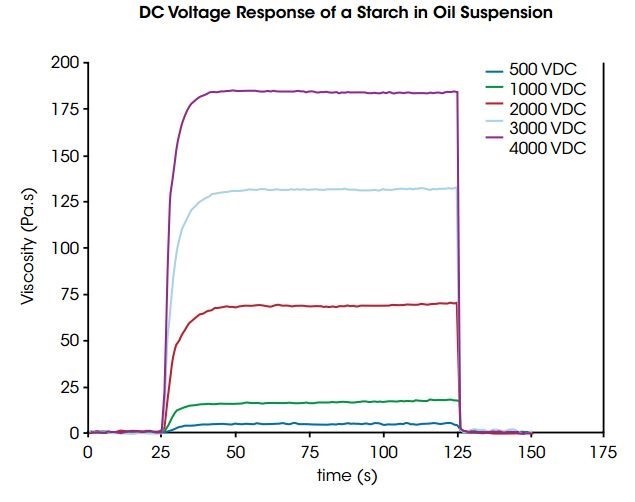 DC Voltage Response of a Starch in Oil Suspension
200
175
150
125
100
75
50
25
0
Viscosity (Pa.s)
500 VDC
1000 VDC
2000 VDC
3000 VDC
4000 VDC
0 25 50 75 100 125 150 175
time (s)